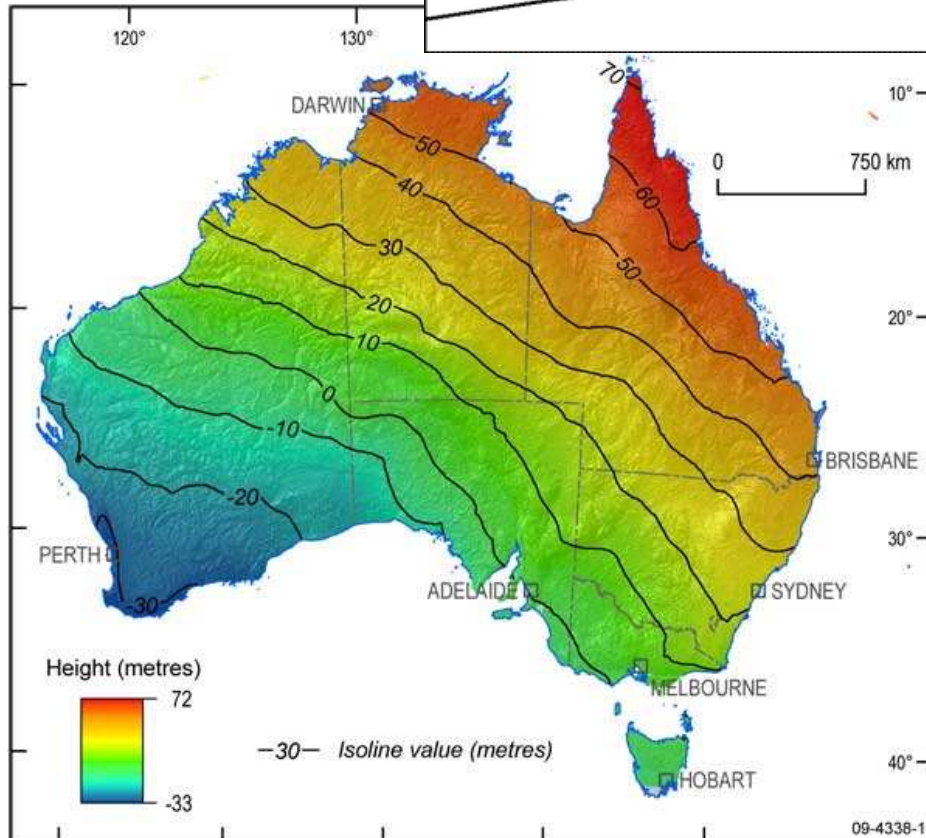 120°
130°
70
10°
DARWIN
0
750 km
50
40
60
30
50
20
20°
10
0
-10
BRISBANE
-20
30°
PERTH
ADELAIDE
SYDNEY
-30
Height (metres)
MELBOURNE
72
-30
Isoline value (metres)
40°
HOBART
-33
09-4338-1